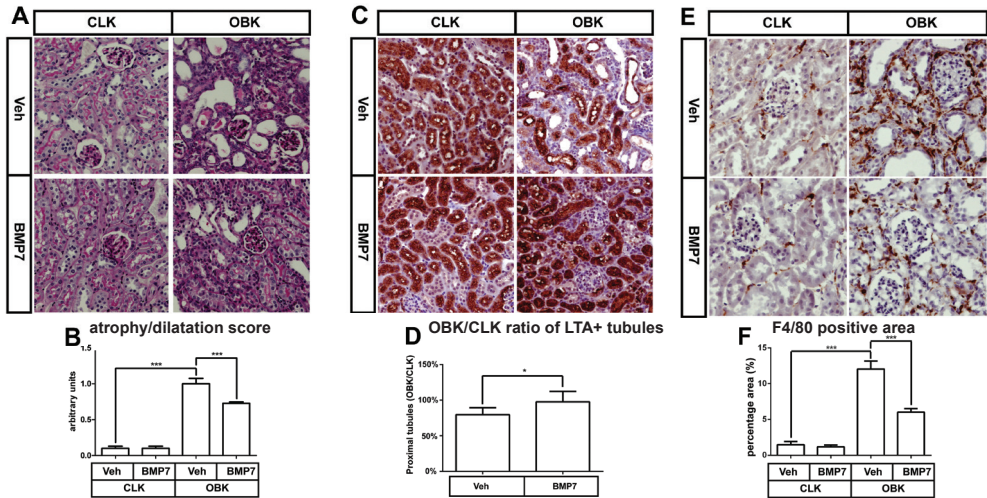 A
CLK
OBK
Veh
BMP7
C
CLK
OBK
Veh
BMP7
E
CLK
OBK
Veh
BMP7
B
atrophy/dilatation score
arbitrary units
1.5
1.0
0.5
0.0
***
***
Veh
BMP7
Veh
BMP7
CLK
OBK
D
OBK/CLK ratio of LTA+ tubules
Proximal tubules (OBK/CLK)
150%
100%
50%
0%
*
Veh
BMP7
F
F4/80 positive area
percentage area (%)
15
10
5
0
***
***
Veh
BMP7
Veh
BMP7
CLK
OBK